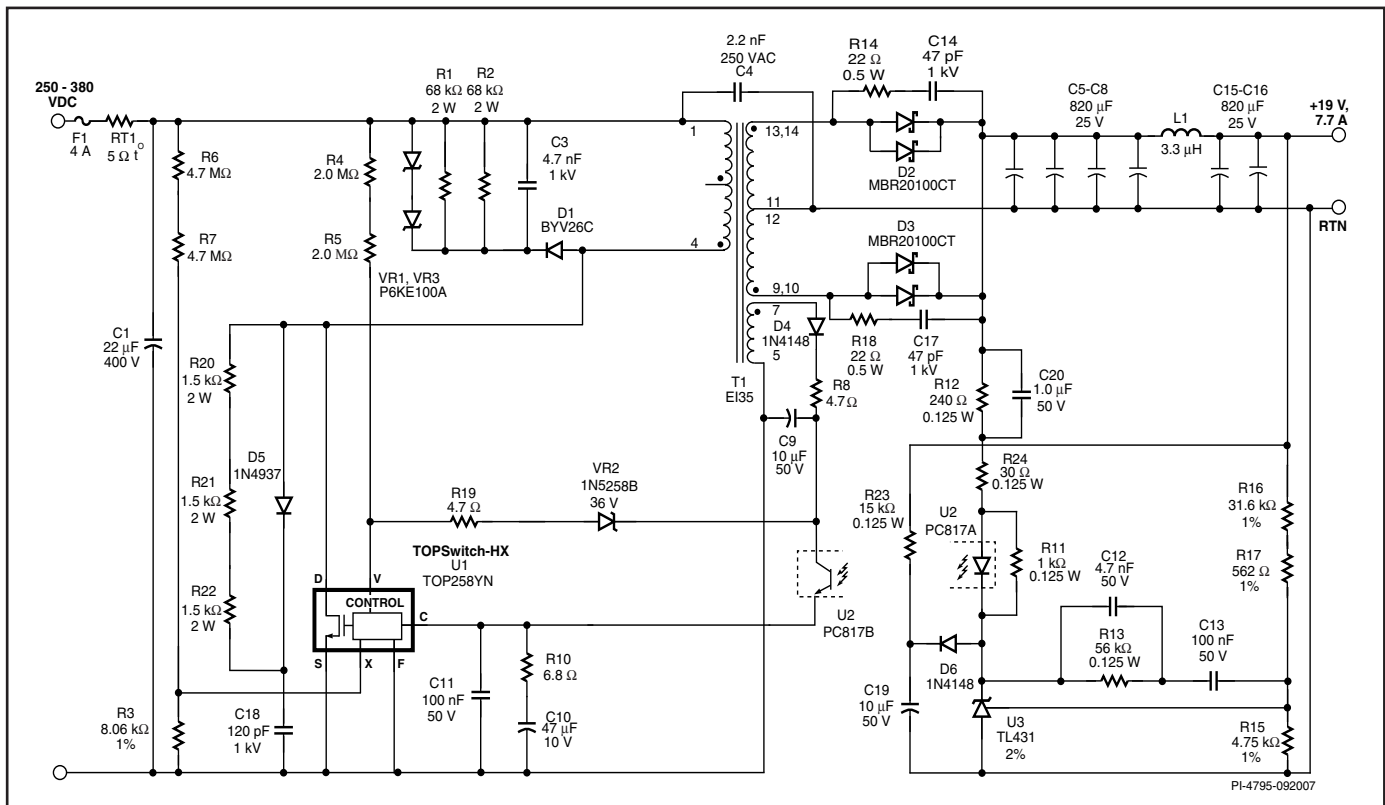 250 - 380
VDC
F1
4 A
RT1
5 Ω
t
o
C1
22 μF
400 V
R6
4.7 MΩ
R7
4.7 MΩ
R4
2.0 MΩ
R5
2.0 MΩ
R1
68 kΩ
2 W
R2
68 kΩ
2 W
C3
4.7 nF
1 kV
D1
BYV26C
VR1, VR3
P6KE100A
2.2 nF
250 VAC
C4
1
4
13,14
11
12
9,10
7
5
T1
EI35
R14
22 Ω
0.5 W
C14
47 pF
1 kV
D2
MBR20100CT
D3
MBR20100CT
D4
1N4148
R18
22 Ω
0.5 W
C17
47 pF
1 kV
C5-C8
820 μF
25 V
L1
3.3 μH
C15-C16
820 μF
25 V
+19 V,
7.7 A
RTN
R20
1.5 kΩ
2 W
D5
1N4937
R21
1.5 kΩ
2 W
R22
1.5 kΩ
2 W
C18
120 pF
1 kV
R3
8.06 kΩ
1%
R19
4.7 Ω
VR2
1N5258B
36 V
R8
4.7 Ω
C9
10 μF
50 V
TOPSwitch-HX
U1
TOP258YN
D
V
CONTROL
C
S
X
F
C11
100 nF
50 V
R10
6.8 Ω
C10
47 μF
10 V
U2
PC817B
R12
240 Ω
0.125 W
C20
1.0 μF
50 V
R24
30 Ω
0.125 W
R23
15 kΩ
0.125 W
U2
PC817A
R11
1 kΩ
0.125 W
C12
4.7 nF
50 V
R16
31.6 kΩ
1%
R17
562 Ω
1%
R13
56 kΩ
0.125 W
C13
100 nF
50 V
D6
1N4148
C19
10 μF
50 V
U3
TL431
2%
R15
4.75 kΩ
1%
PI-4795-092007